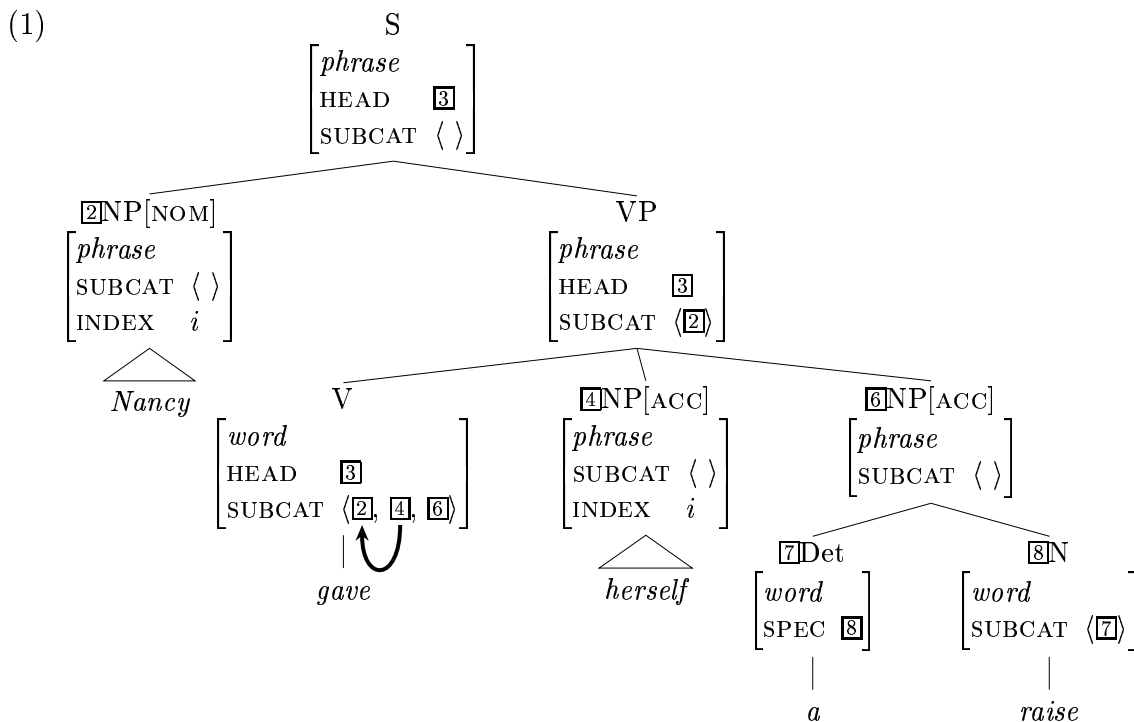 (1)
S
phrase
HEAD 3
SUBCAT ⟨ ⟩
2NP[NOM] VP
phrase phrase
SUBCAT ⟨ ⟩ HEAD 3
INDEX i SUBCAT ⟨2⟩
Nancy V 4NP[ACC] 6NP[ACC]
word phrase phrase
HEAD 3 SUBCAT ⟨ ⟩ SUBCAT ⟨ ⟩
SUBCAT ⟨2, 4, 6⟩ INDEX i
7Det 8N
gave herself word word
SPEC 8 SUBCAT ⟨7⟩
a raise